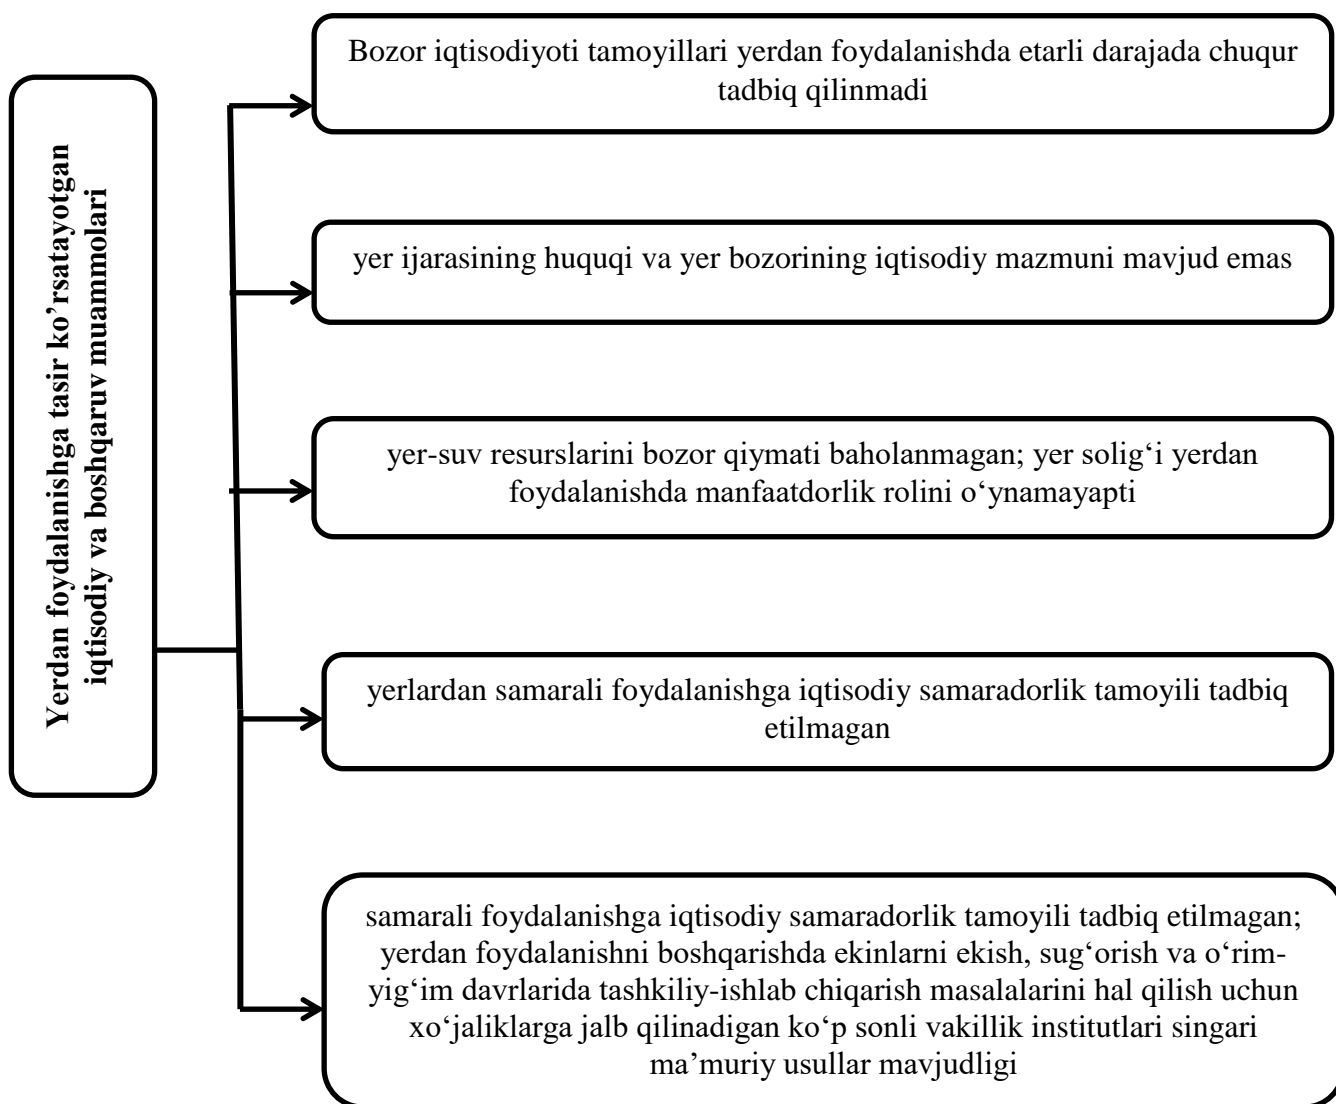 Yerdan foydalanishga tasir ko’rsatayotgan
iqtisodiy va boshqaruv muammolari
Bozor iqtisodiyoti tamoyillari yerdan foydalanishda etarli darajada chuqur
tadbiq qilinmadi
yer ijarasining huquqi va yer bozorining iqtisodiy mazmuni mavjud emas
yer-suv resurslarini bozor qiymati baholanmagan; yer solig‘i yerdan
foydalanishda manfaatdorlik rolini o‘ynamayapti
yerlardan samarali foydalanishga iqtisodiy samaradorlik tamoyili tadbiq
etilmagan
samarali foydalanishga iqtisodiy samaradorlik tamoyili tadbiq etilmagan;
yerdan foydalanishni boshqarishda ekinlarni ekish, sug‘orish va o‘rim-
yig‘im davrlarida tashkiliy-ishlab chiqarish masalalarini hal qilish uchun
xo‘jaliklarga jalb qilinadigan ko‘p sonli vakillik institutlari singari
ma’muriy usullar mavjudligi